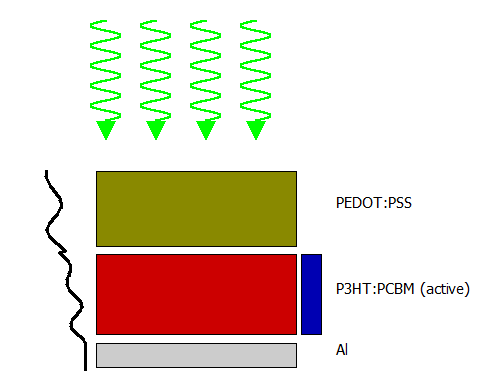 PEDOT:PSS
P3HT:PCBM (active)
Al